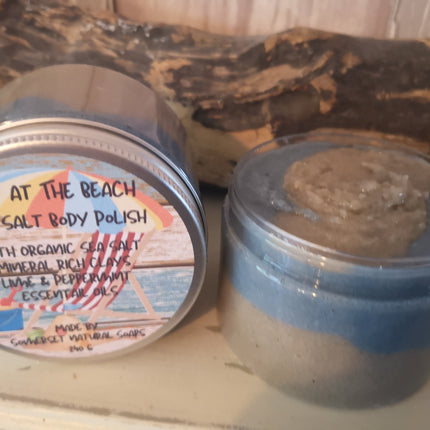 AT THE BEACH
SALT BODY POLISH
TH ORGANIC SEA SALT
MINERAL RICH CLAYS
LIME & PEPPERMINT
ESSENTIAL OILS
MADE BY
SOMERSET NATURAL SOAPS
240 G